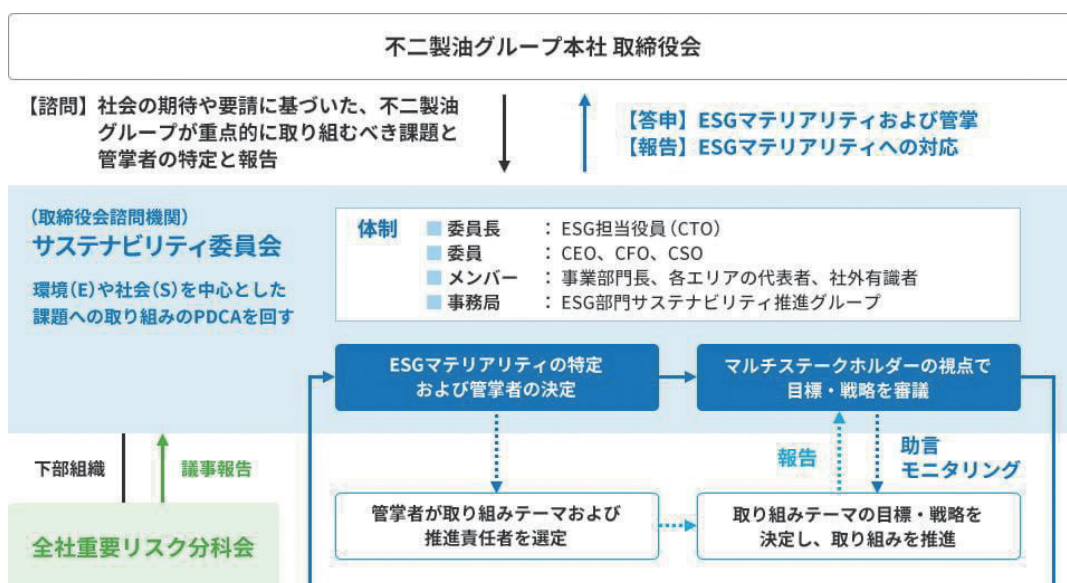 不二製油グループ本社 取締役会
【諮問】社会の期待や要請に基づいた、不二製油
グループが重点的に取り組むべき課題と
管掌者の特定と報告
【答申】ESGマテリアリティおよび管掌
【報告】ESGマテリアリティへの対応
(取締役会諮問機関)
サステナビリティ委員会
環境(E)や社会(S)を中心とした
課題への取り組みのPDCAを回す
体制
委員長 : ESG担当役員(CTO)
委員 : CEO、CFO、CSO
メンバー : 事業部門長、各エリアの代表者、社外有識者
事務局 : ESG部門サステナビリティ推進グループ
ESGマテリアリティの特定
および管掌者の決定
マルチステークホルダーの視点で
目標・戦略を審議
下部組織
議事報告
報告
助言
モニタリング
全社重要リスク分科会
管掌者が取り組みテーマおよび
推進責任者を選定
取り組みテーマの目標・戦略を
決定し、取り組みを推進